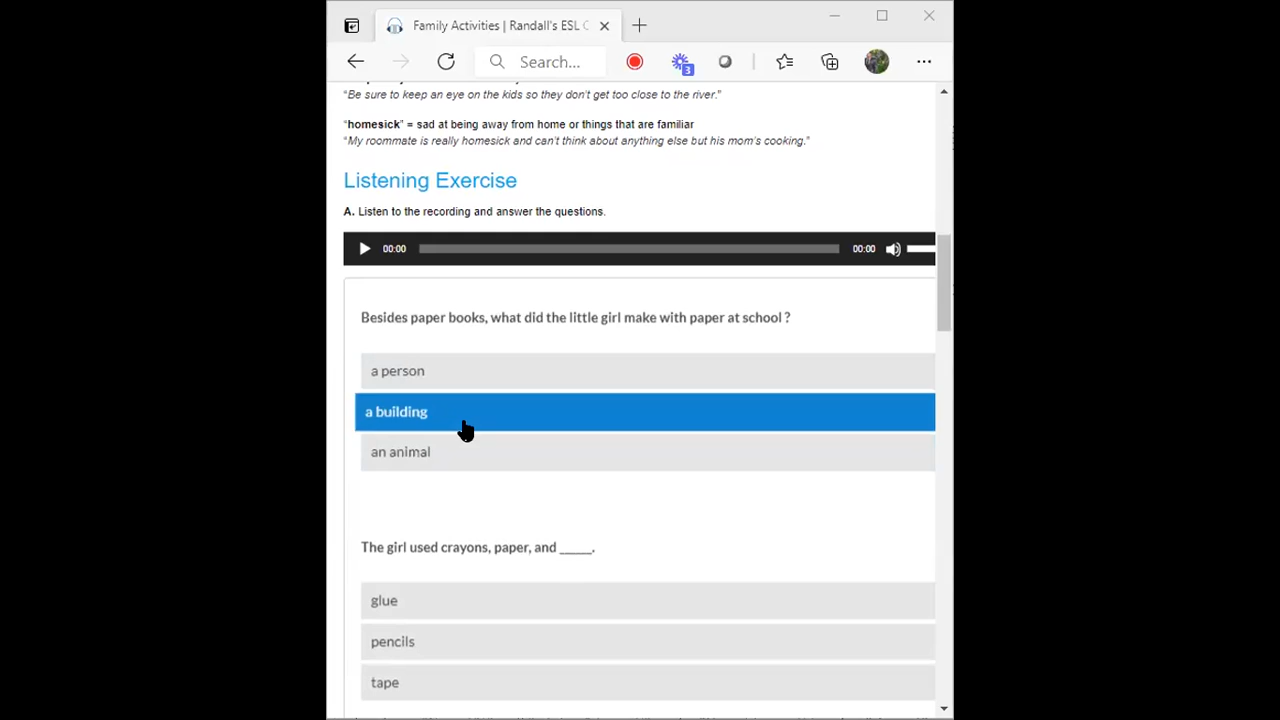 Family Activities | Randall's ESL C
Search...
3
"Be sure to keep an eye on the kids so they don't get too close to the river."
"homesick" = sad at being away from home or things that are familiar
"My roommate is really homesick and can't think about anything else but his mom's cooking."
Listening Exercise
A. Listen to the recording and answer the questions.
00:00 00:00
Besides paper books, what did the little girl make with paper at school ?
a person
a building
an animal
The girl used crayons, paper, and _____.
glue
pencils
tape